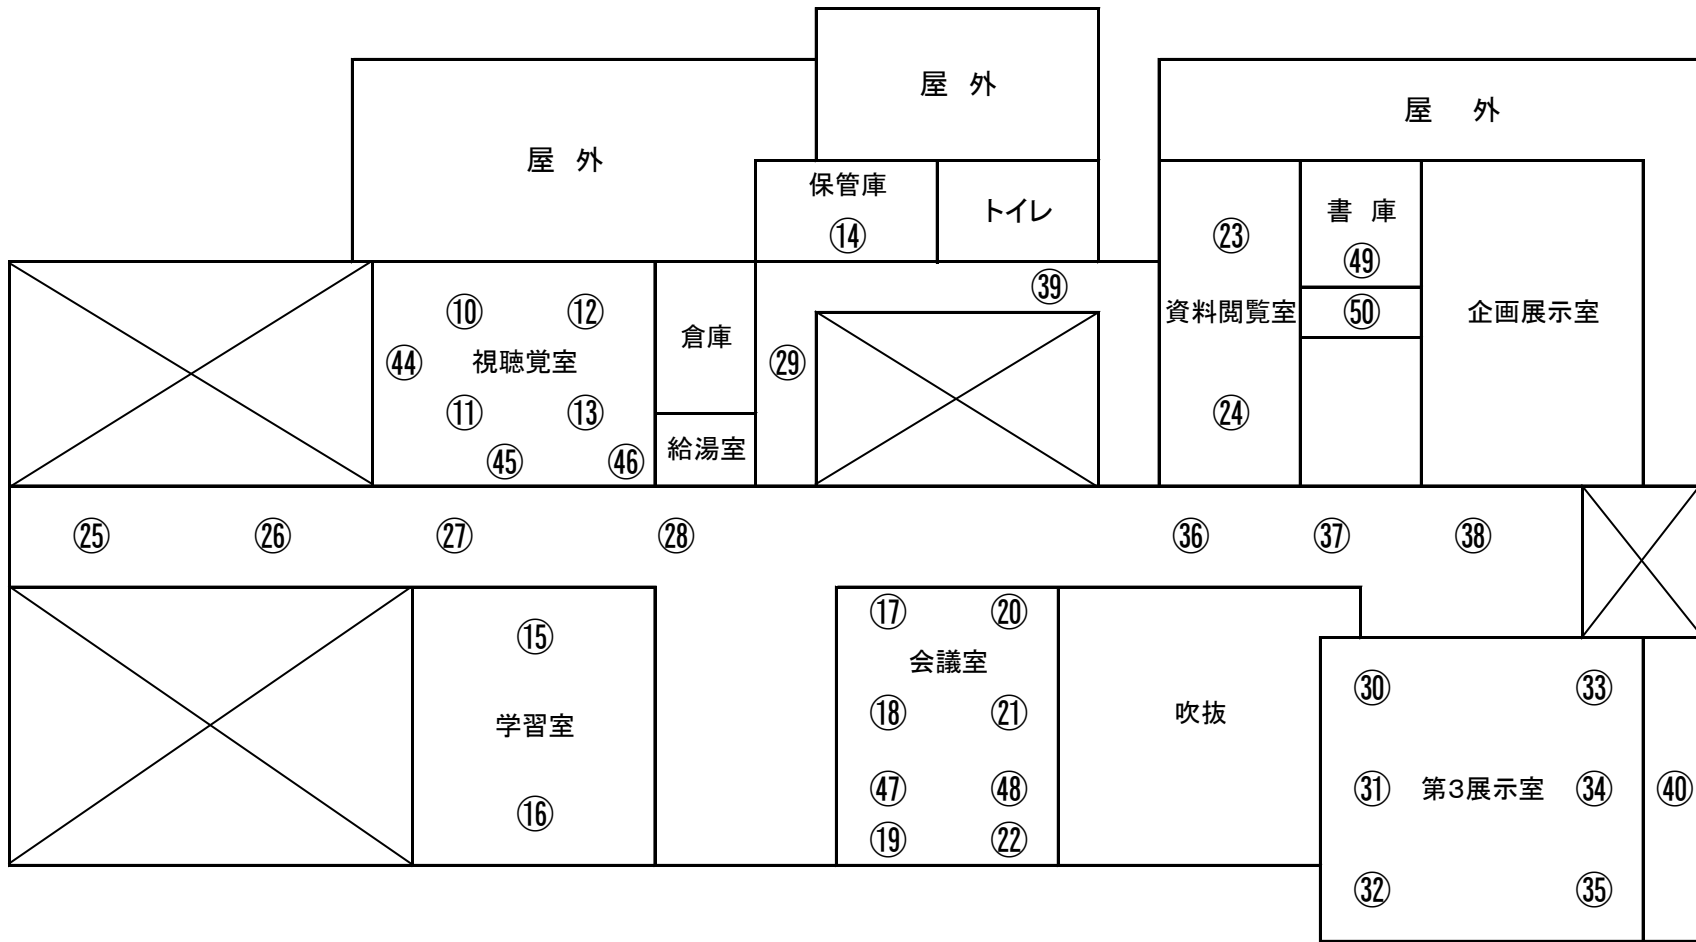 屋 外
屋 外
屋 外
保管庫
⑭
トイレ
㉓
書 庫
㊾
⑩ ⑫
倉庫
㊴
資料閲覧室
㊿
企画展示室
㊹ 視聴覚室
㉙
⑪ ⑬
㉔
給湯室
㊺ ㊻
㉕ ㉖ ㉗ ㉘ ㊱ ㊲ ㊳
⑮
学習室
⑯
⑰ ⑳
会議室
⑱ ㉑
㊼ ㊽
⑲ ㉒
吹抜
㉚ ㉝
㉛ 第3展示室 ㉞
㉜ ㉟
㊵